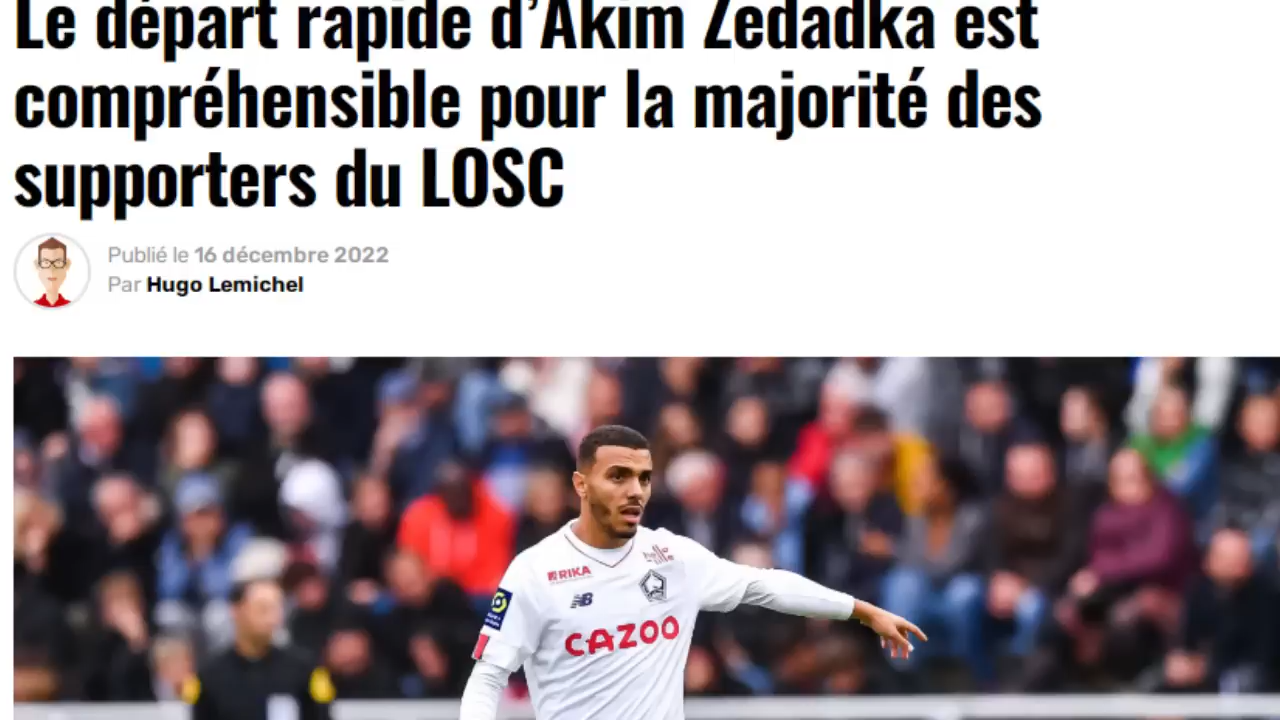 Le départ rapide d’Akim Zedadka est
compréhensible pour la majorité des
supporters du LOSC
Publié le 16 décembre 2022
Par Hugo Lemichel
RIKA
CAZOO